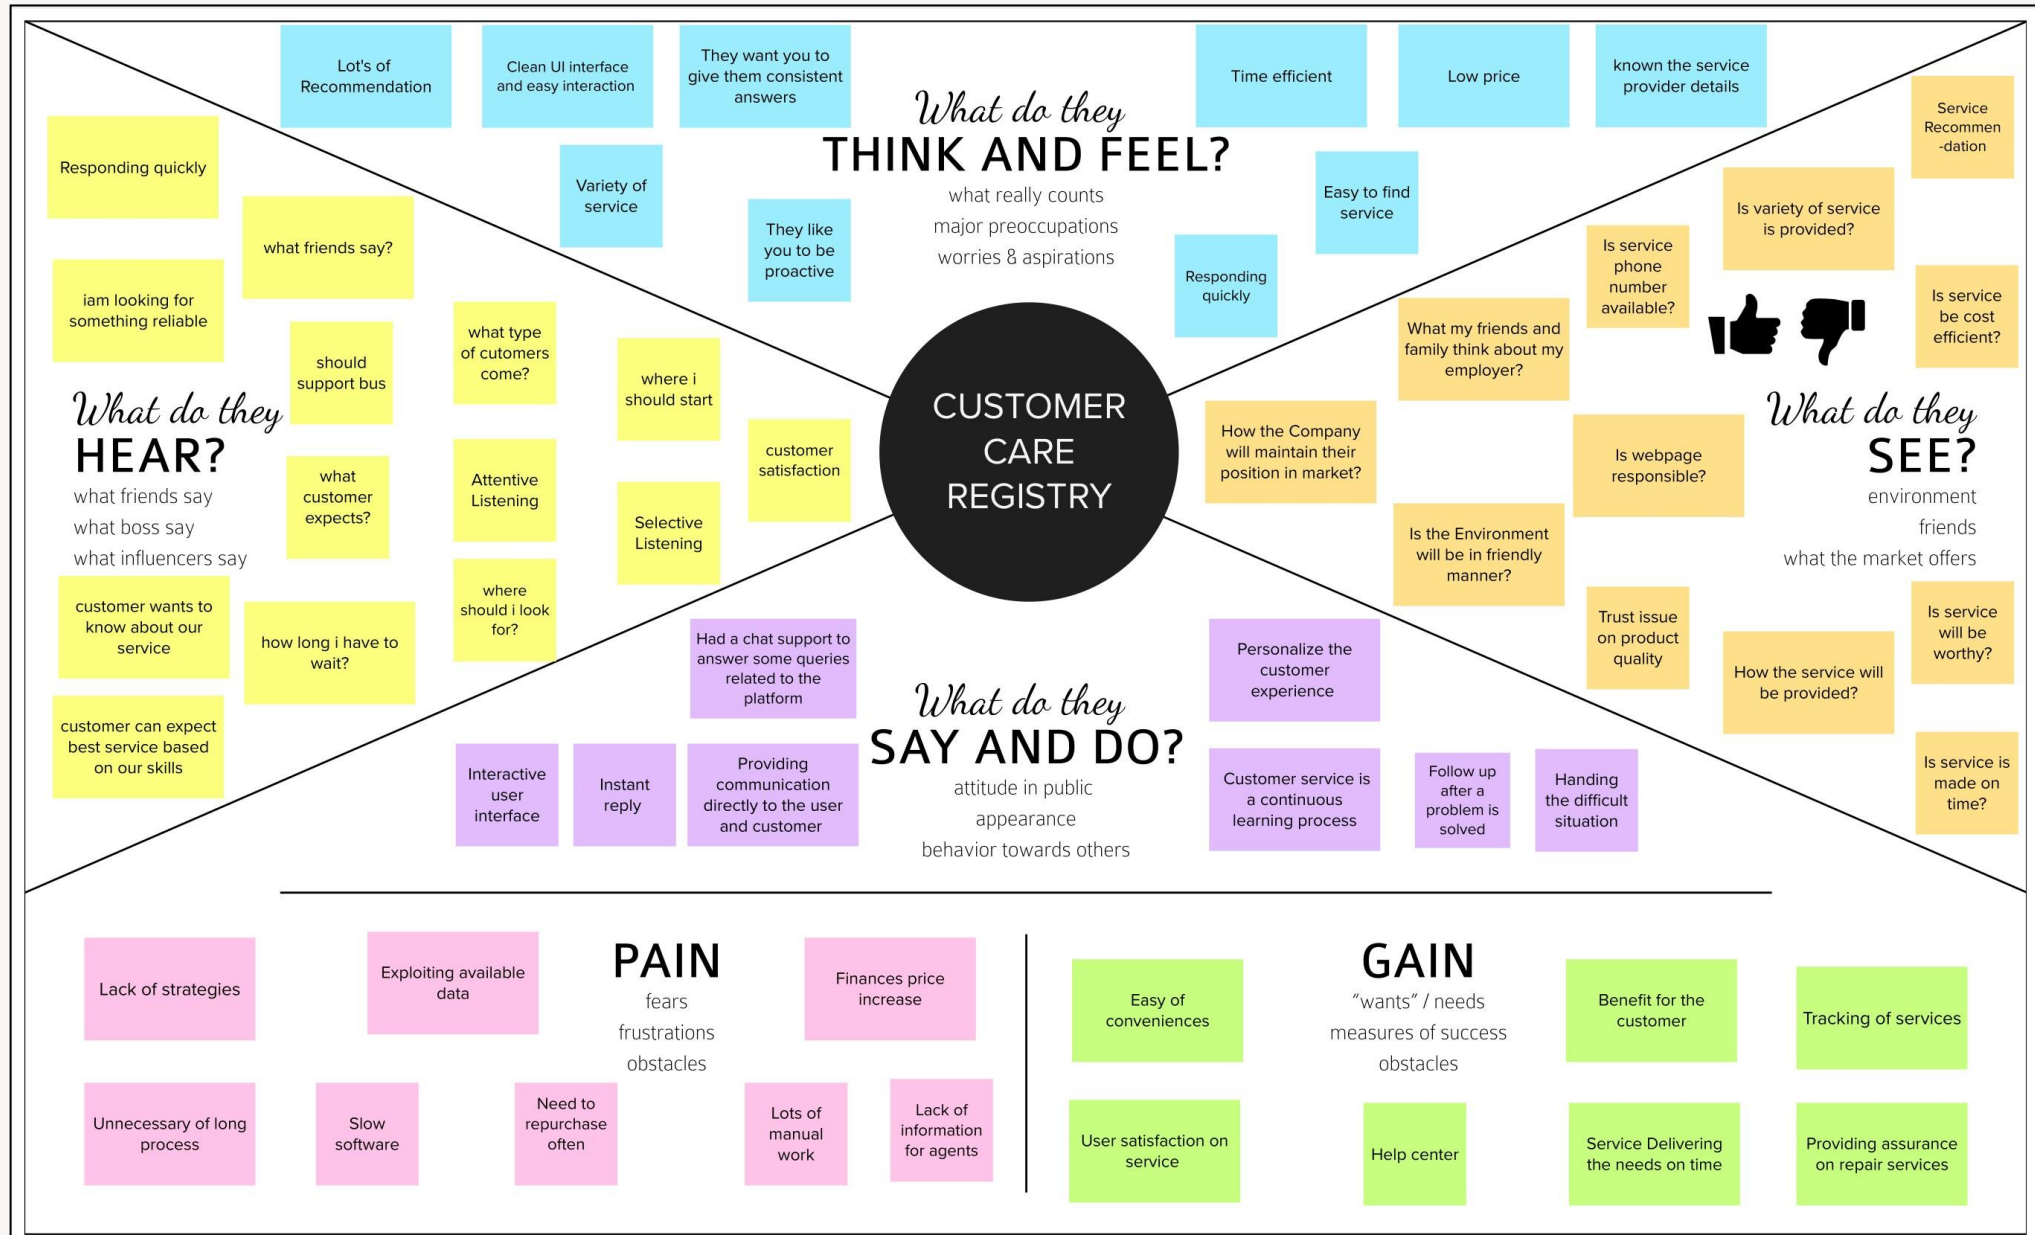 Lot's of
Recommendation
Clean UI interface
and easy interaction
They want you to
give them consistent
answers
Variety of
service
They like
you to be
proactive
What do they
THINK AND FEEL?
what really counts
major preoccupations
worries & aspirations
Time efficient
Low price
known the service
provider details
Easy to find
service
Responding
quickly
Responding quickly
what friends say?
iam looking for
something reliable
should
support bus
what type
of cutomers
come?
where i
should start
customer
satisfaction
What do they
HEAR?
what friends say
what boss say
what influencers say
what
customer
expects?
Attentive
Listening
Selective
Listening
where
should i look
for?
customer wants to
know about our
service
how long i have to
wait?
customer can expect
best service based
on our skills
CUSTOMER
CARE
REGISTRY
Service
Recommen
-dation
Is variety of service
is provided?
Is service
phone
number
available?
Is service
be cost
efficient?
What my friends and
family think about my
employer?
How the Company
will maintain their
position in market?
Is webpage
responsible?
What do they
SEE?
environment
friends
what the market offers
Is the Environment
will be in friendly
manner?
Trust issue
on product
quality
How the service will
be provided?
Is service
will be
worthy?
Is service is
made on
time?
Had a chat support to
answer some queries
related to the
platform
Interactive
user
interface
Instant
reply
Providing
communication
directly to the user
and customer
What do they
SAY AND DO?
attitude in public
appearance
behavior towards others
Personalize the
customer
experience
Customer service is
a continuous
learning process
Follow up
after a
problem is
solved
Handing
the difficult
situation
Lack of strategies
Exploiting available
data
PAIN
fears
frustrations
obstacles
Finances price
increase
Unnecessary of long
process
Slow
software
Need to
repurchase
often
Lots of
manual
work
Lack of
information
for agents
Easy of
conveniences
GAIN
"wants" / needs
measures of success
obstacles
Benefit for the
customer
Tracking of services
User satisfaction on
service
Help center
Service Delivering
the needs on time
Providing assurance
on repair services